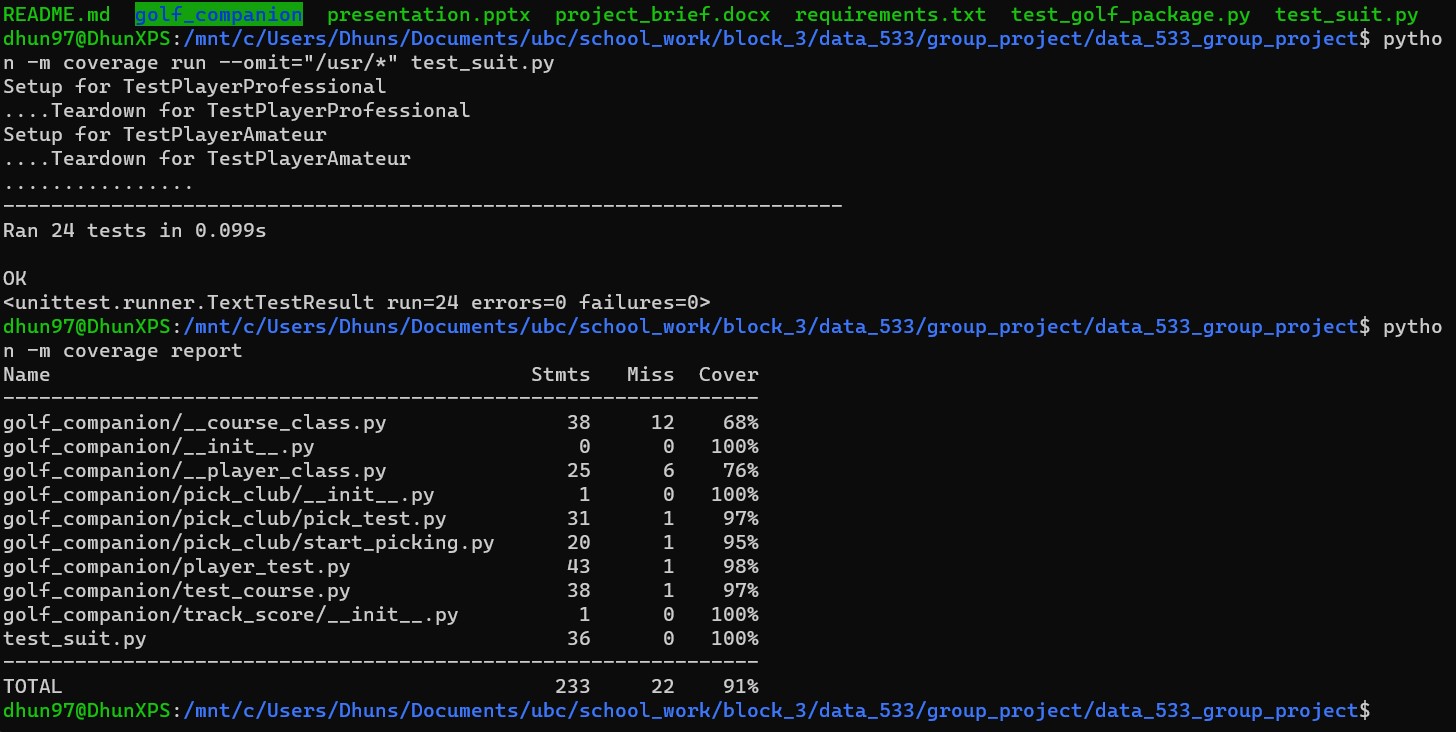 README.md  golf_companion  presentation.pptx  project_brief.docx  requirements.txt  test_golf_package.py  test_suit.py
dhun97@DhunXPS:/mnt/c/Users/Dhuns/Documents/ubc/school_work/block_3/data_533/group_project/data_533_group_project$ pytho
n -m coverage run --omit="/usr/*" test_suit.py
Setup for TestPlayerProfessional
....Teardown for TestPlayerProfessional
Setup for TestPlayerAmateur
....Teardown for TestPlayerAmateur
................
----------------------------------------------------------------------
Ran 24 tests in 0.099s

OK
<unittest.runner.TextTestResult run=24 errors=0 failures=0>
dhun97@DhunXPS:/mnt/c/Users/Dhuns/Documents/ubc/school_work/block_3/data_533/group_project/data_533_group_project$ pytho
n -m coverage report
Name                                        Stmts   Miss  Cover
---------------------------------------------------------------
golf_companion/__course_class.py               38     12    68%
golf_companion/__init__.py                      0      0   100%
golf_companion/__player_class.py               25      6    76%
golf_companion/pick_club/__init__.py            1      0   100%
golf_companion/pick_club/pick_test.py          31      1    97%
golf_companion/pick_club/start_picking.py      20      1    95%
golf_companion/player_test.py                  43      1    98%
golf_companion/test_course.py                  38      1    97%
golf_companion/track_score/__init__.py          1      0   100%
test_suit.py                                   36      0   100%
---------------------------------------------------------------
TOTAL                                         233     22    91%
dhun97@DhunXPS:/mnt/c/Users/Dhuns/Documents/ubc/school_work/block_3/data_533/group_project/data_533_group_project$